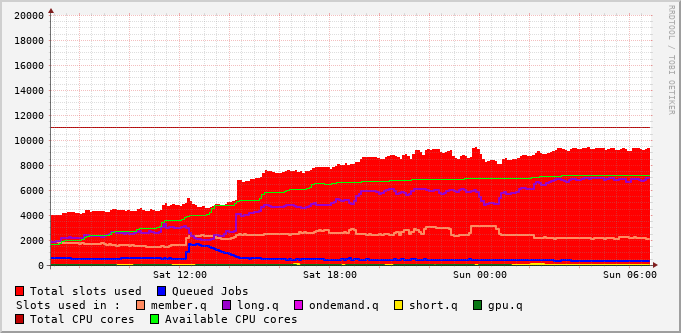 20000
18000
16000
14000
12000
10000
8000
6000
4000
2000
0
Sat 12:00 Sat 18:00 Sun 00:00 Sun 06:00
Total slots used Queued Jobs
Slots used in : member.q long.q ondemand.q short.q gpu.q
Total CPU cores Available CPU cores
RRDTOOL / TOBI OETIKER